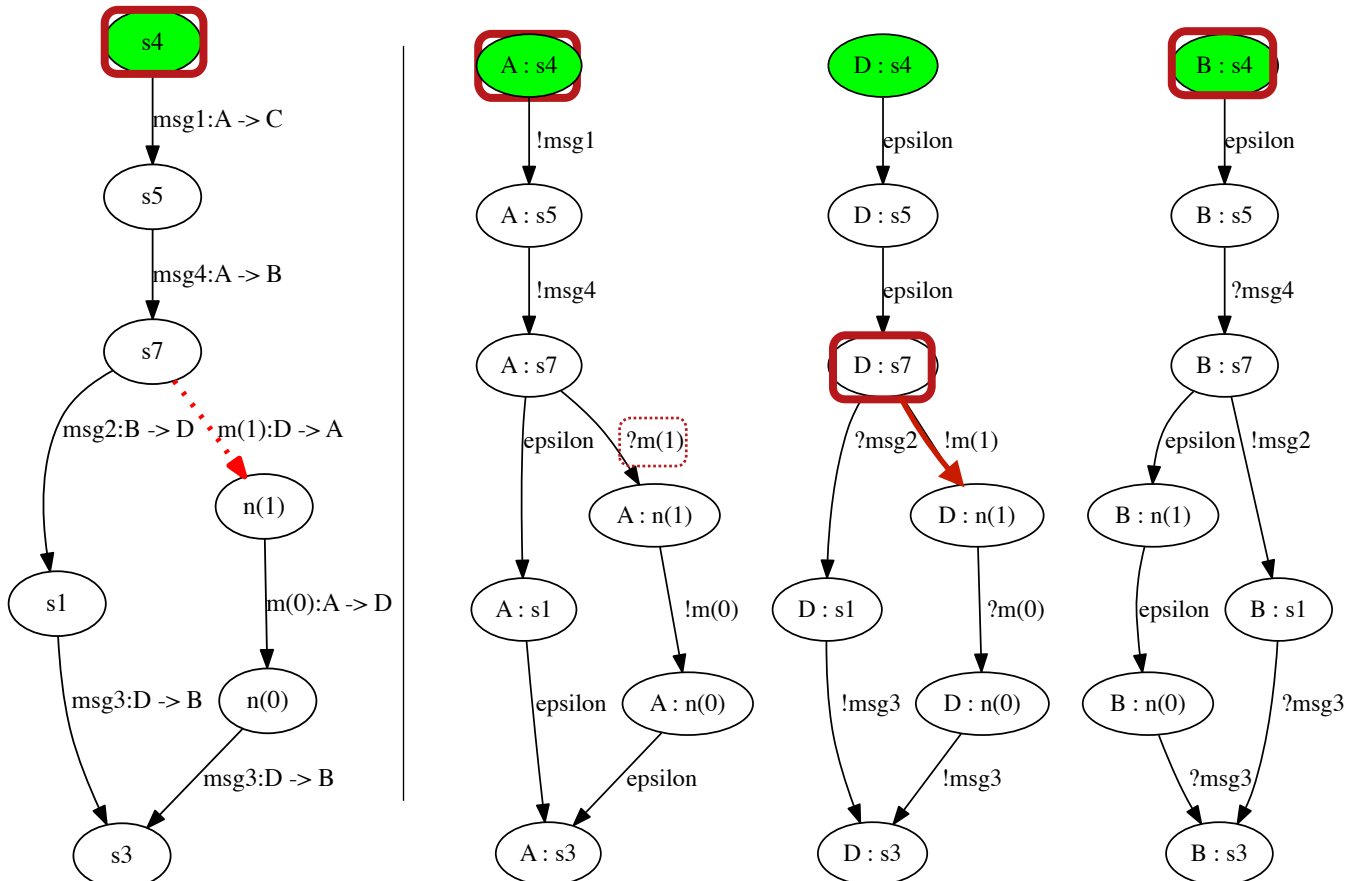 s4
msg1:A -> C
s5
msg4:A -> B
s7
msg2:B -> D
m(1):D -> A
n(1)
s1
m(0):A -> D
n(0)
msg3:D -> B
msg3:D -> B
s3
A : s4
!msg1
A : s5
!msg4
A : s7
epsilon
?m(1)
A : n(1)
A : s1
!m(0)
epsilon
A : n(0)
epsilon
A : s3
D : s4
epsilon
D : s5
epsilon
D : s7
?msg2
!m(1)
D : n(1)
D : s1
?m(0)
!msg3
D : n(0)
!msg3
D : s3
B : s4
epsilon
B : s5
?msg4
B : s7
epsilon
!msg2
B : n(1)
epsilon
B : s1
B : n(0)
?msg3
?msg3
B : s3